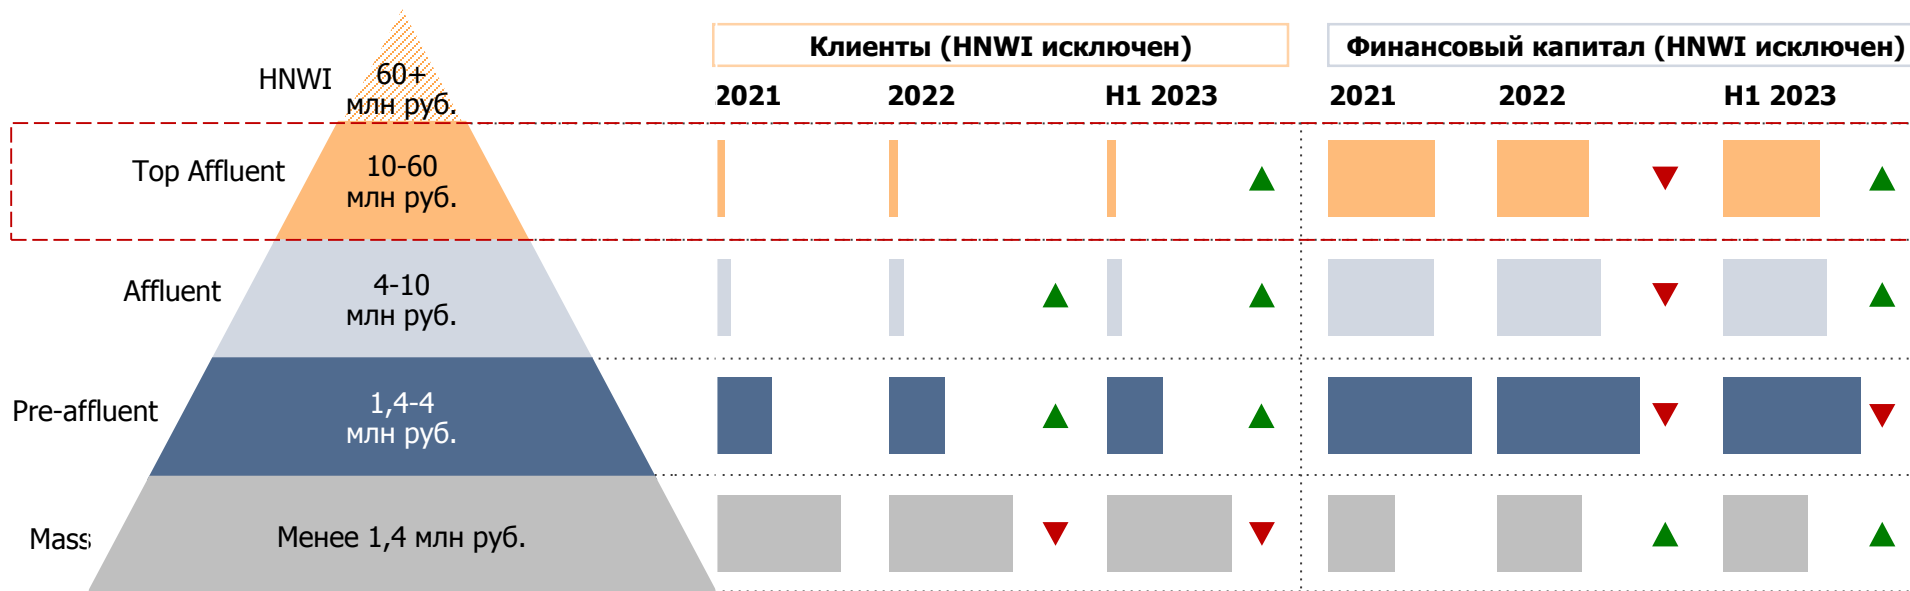 Клиенты (HNWI исключен)
Финансовый капитал (HNWI исключен)
2021
2022
H1 2023
2021
2022
H1 2023
HNWI
60+
млн руб.
Top Affluent
10-60
млн руб.
Affluent
4-10
млн руб.
Pre-affluent
1,4-4
млн руб.
Mass
Менее 1,4 млн руб.